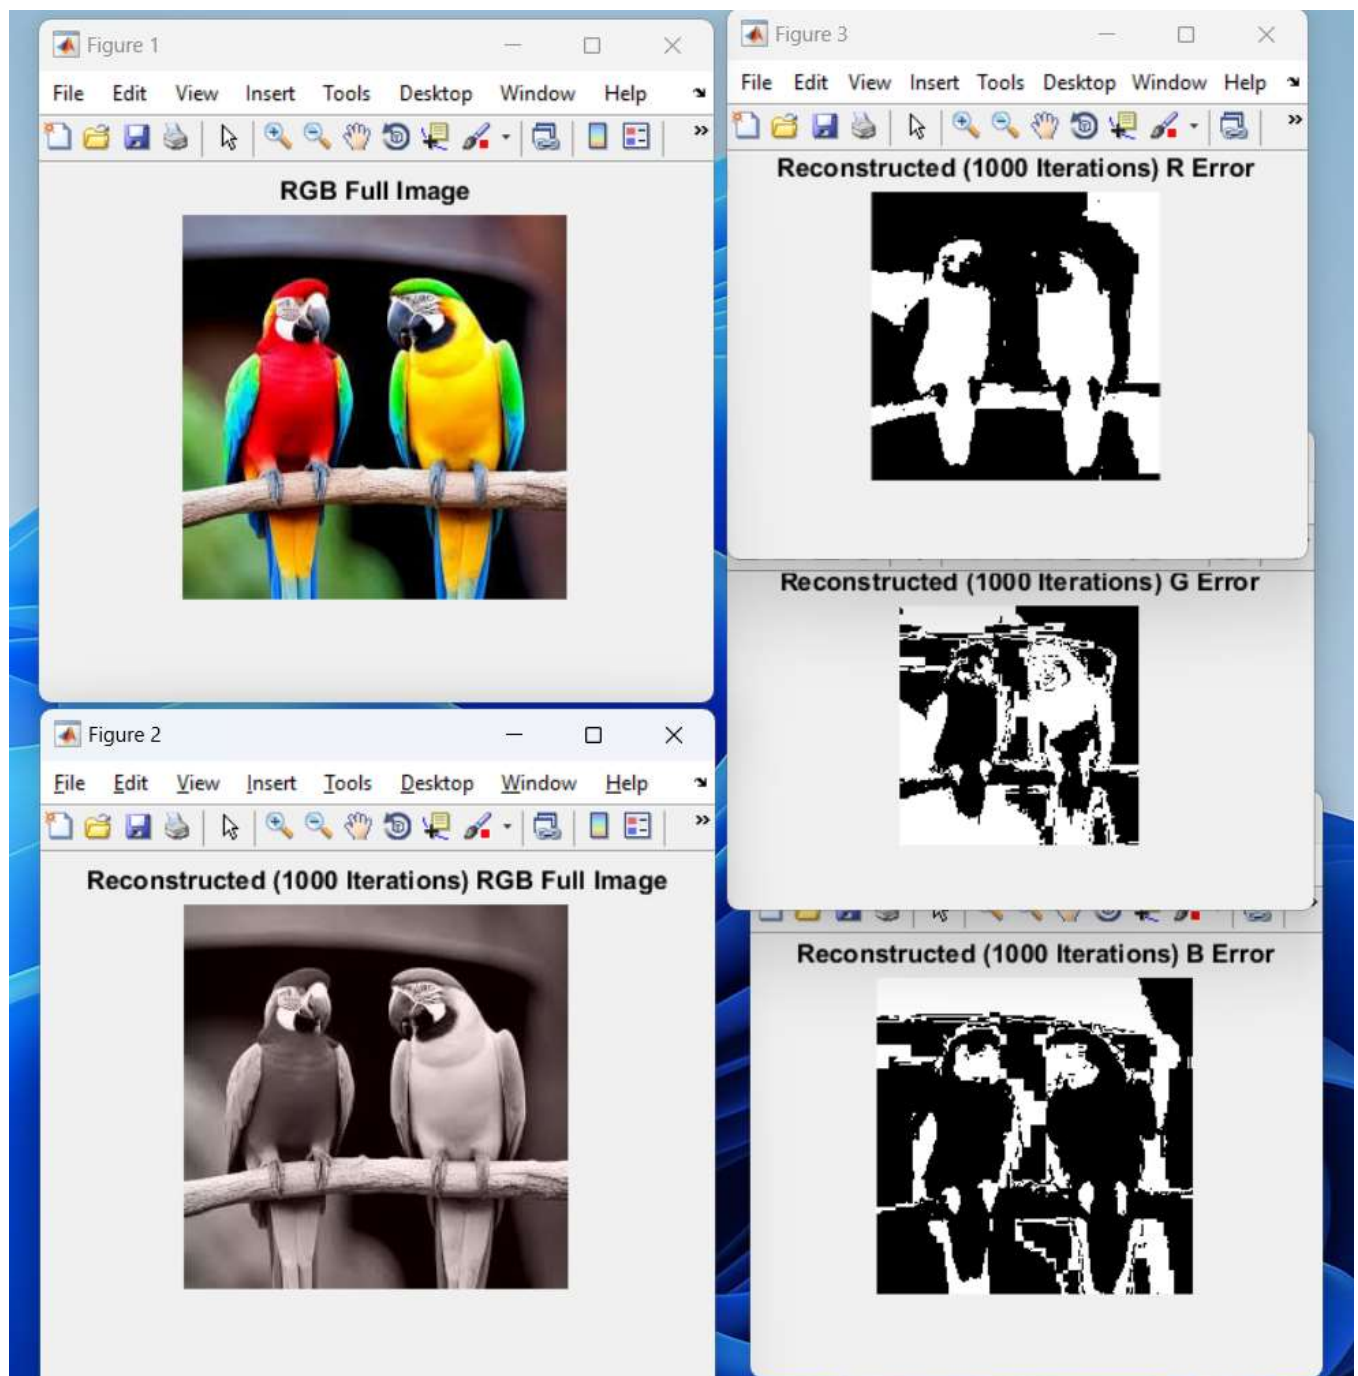 Figure 1
File Edit View Insert Tools Desktop Window Help
RGB Full Image
Figure 2
File Edit View Insert Tools Desktop Window Help
Reconstructed (1000 Iterations) RGB Full Image
Figure 3
File Edit View Insert Tools Desktop Window Help
Reconstructed (1000 Iterations) R Error
Reconstructed (1000 Iterations) G Error
Reconstructed (1000 Iterations) B Error